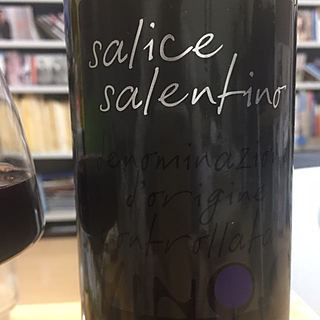 salice
salentino
denominazione
d'origine
controllata